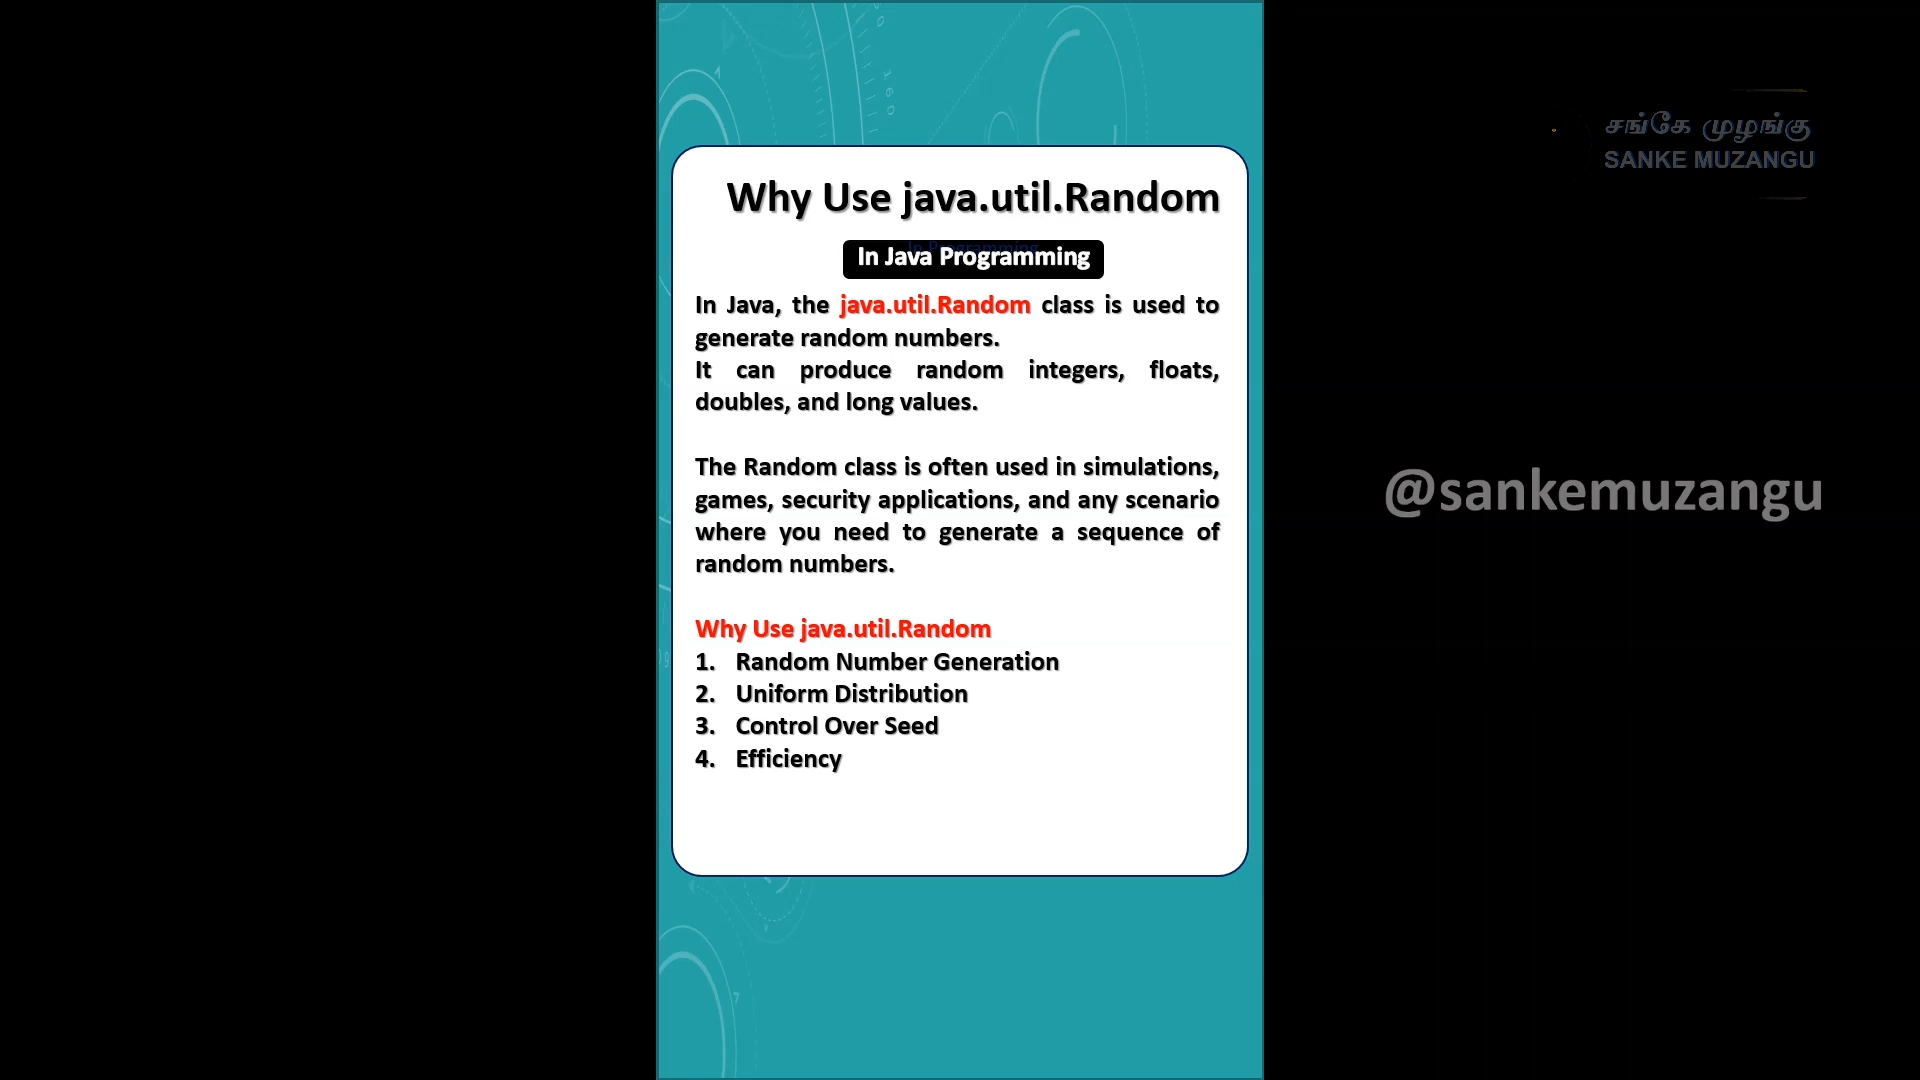 Why Use java.util.Random
In Java Programming
In Java, the java.util.Random class is used to
generate random numbers.
It can produce random integers, floats,
doubles, and long values.
The Random class is often used in simulations,
games, security applications, and any scenario
where you need to generate a sequence of
random numbers.
Why Use java.util.Random
1. Random Number Generation
2. Uniform Distribution
3. Control Over Seed
4. Efficiency
சங்கே முழங்கு
SANKE MUZANGU
@sankemuzangu